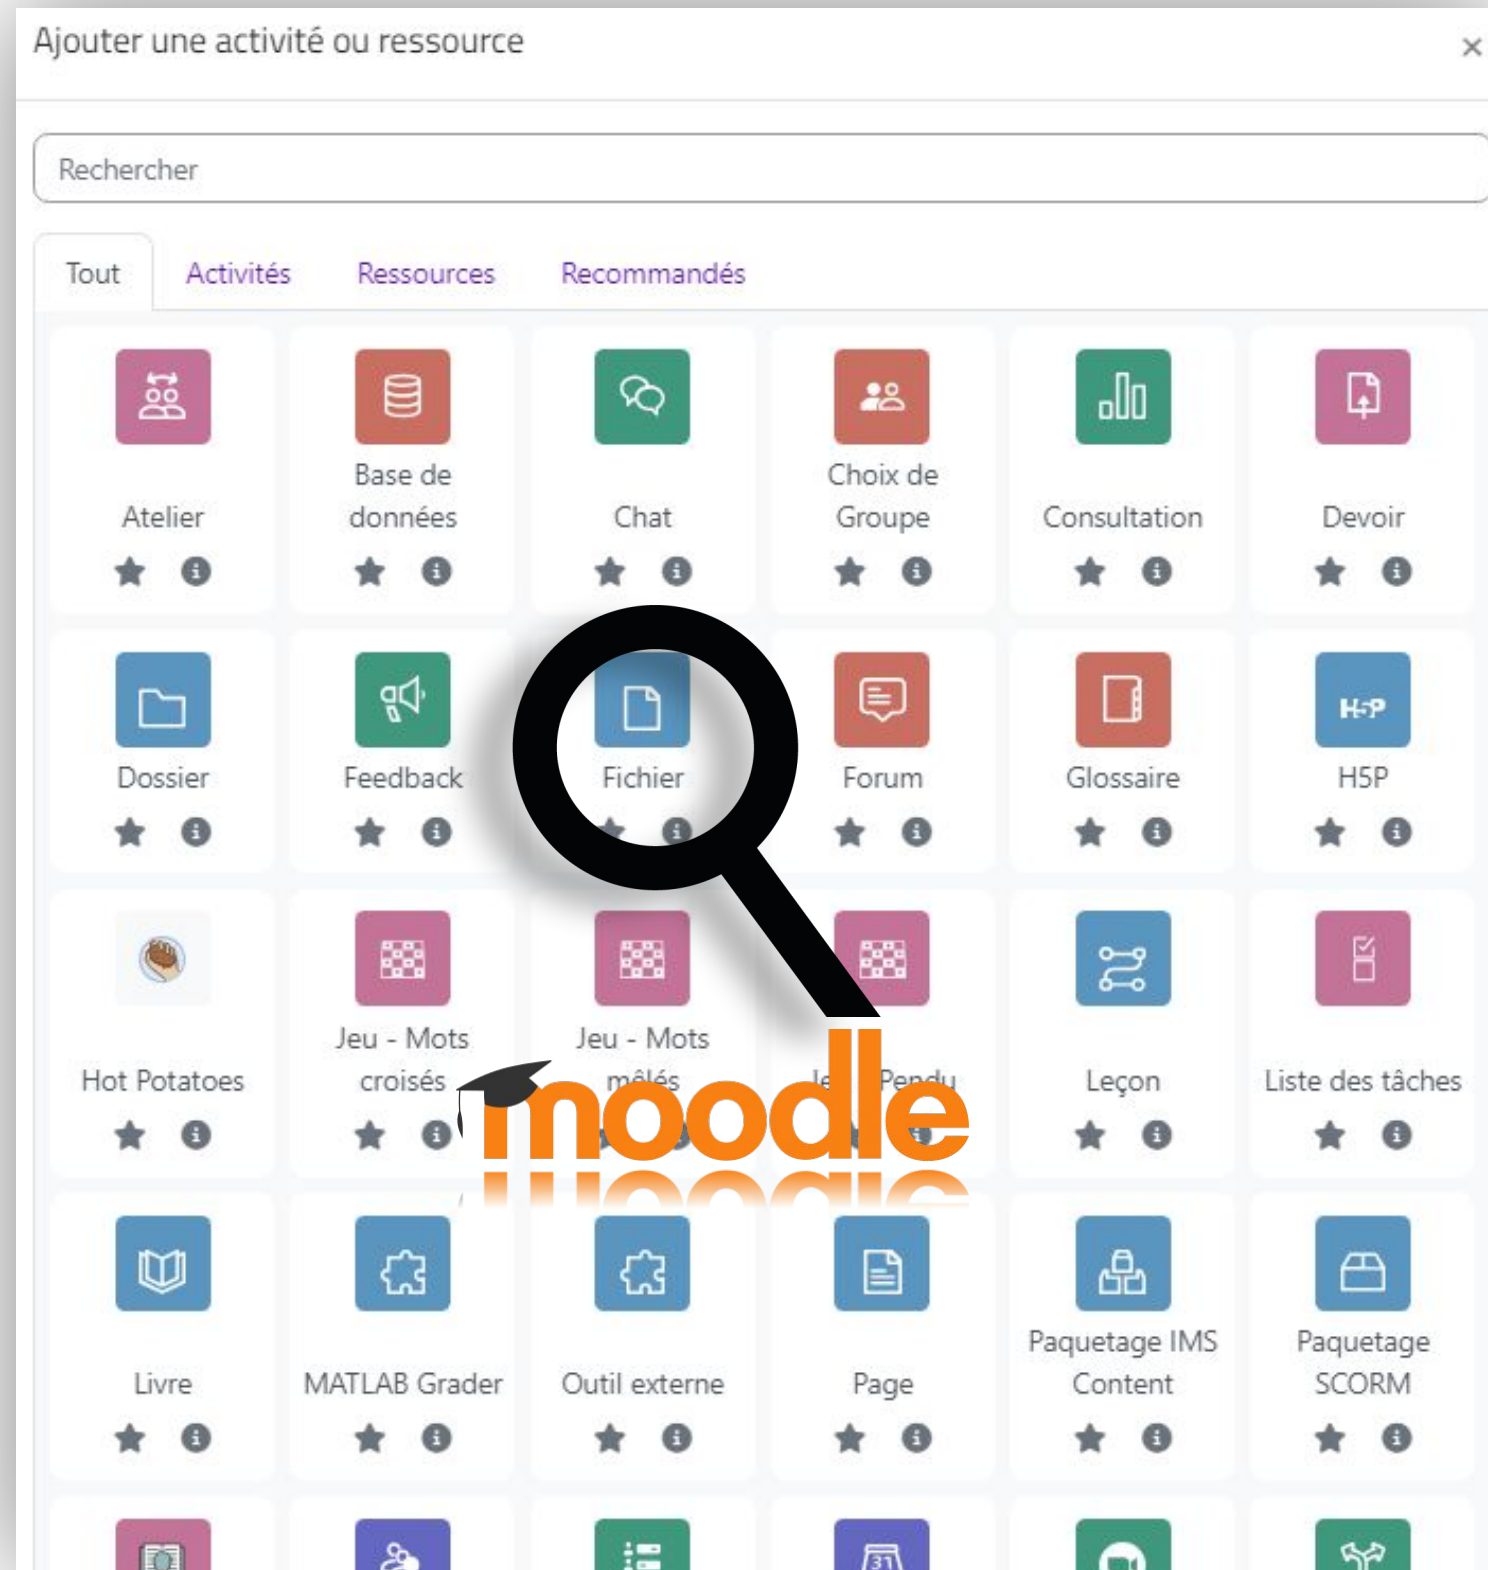 Ajouter une activité ou ressource
Rechercher
Tout Activités Ressources Recommandés
Atelier
Base de
données
Chat
Choix de
Groupe
Consultation
Devoir
Dossier
Feedback
Fichier
Forum
Glossaire
H5P
H5P
Hot Potatoes
Jeu - Mots
croisés
Jeu - Mots
mêlés
Pendu
Leçon
Liste des tâches
moodle
Livre
MATLAB Grader
Outil externe
Page
Paquetage IMS
Content
Paquetage
SCORM
31